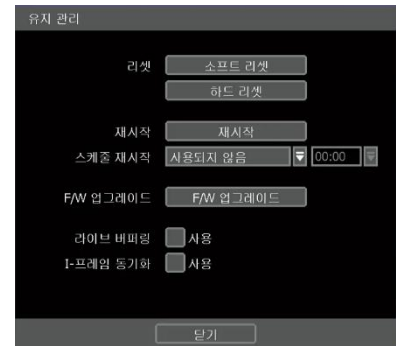 유지 관리
리셋 소프트 리셋
하드 리셋
재시작 재시작
스케줄 재시작 사용되지 않음 00:00
F/W 업그레이드 F/W 업그레이드
라이브 버퍼링 사용
I-프레임 동기화 사용
닫기